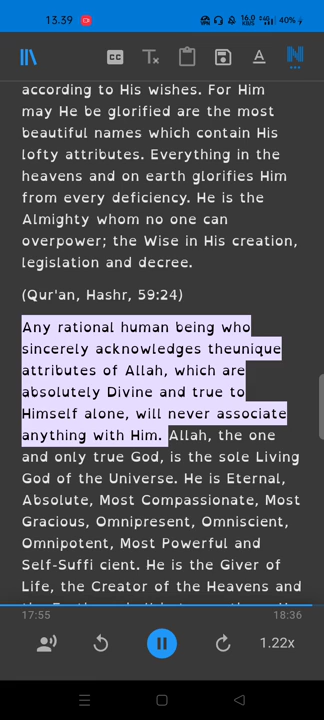 13.39
16.0
KB/S
40%
CC
A
N
according to His wishes. For Him
may He be glorified are the most
beautiful names which contain His
lofty attributes. Everything in the
heavens and on earth glorifies Him
from every deficiency. He is the
Almighty whom no one can
overpower; the Wise in His creation,
legislation and decree.
(Qur'an, Hashr, 59:24)
Any rational human being who
sincerely acknowledges theunique
attributes of Allah, which are
absolutely Divine and true to
Himself alone, will never associate
anything with Him. Allah, the one
and only true God, is the sole Living
God of the Universe. He is Eternal,
Absolute, Most Compassionate, Most
Gracious, Omnipresent, Omniscient,
Omnipotent, Most Powerful and
Self-Suffi cient. He is the Giver of
Life, the Creator of the Heavens and
17:55
18:36
1.22x